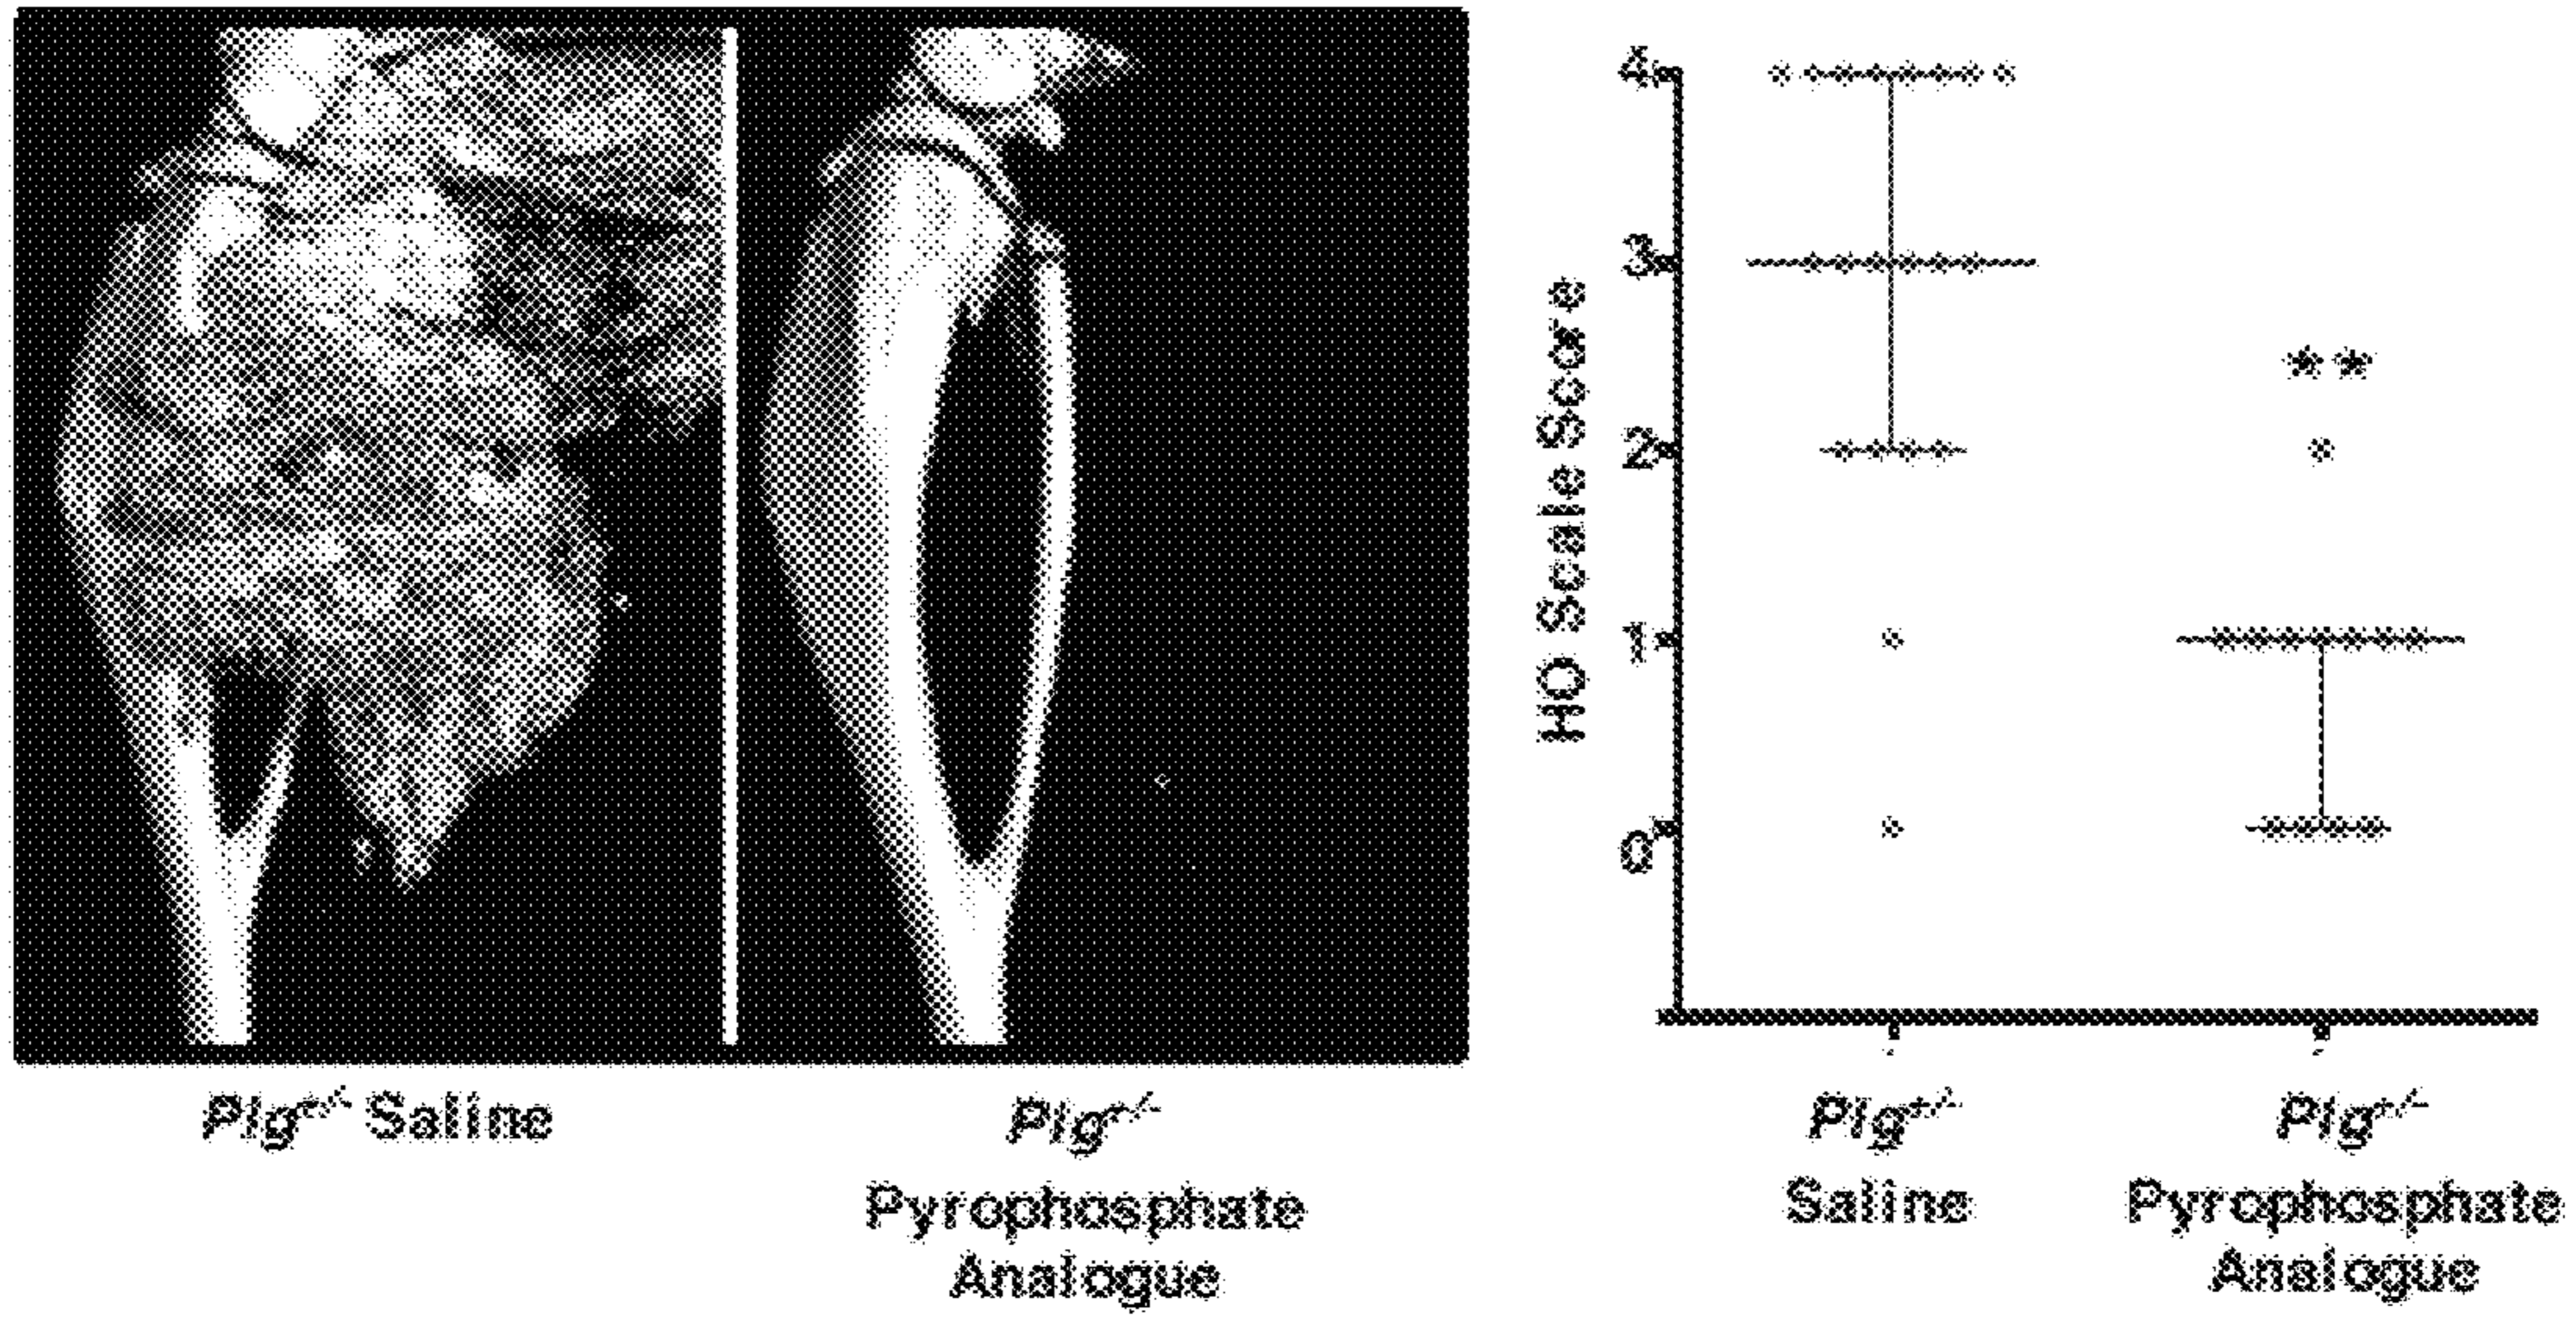 Plg+/- Saline
Plg+/-
Pyrophosphate
Analogue
HO Scale Score
4
3
2
1
0
**
Plg+/-
Saline
Plg+/-
Pyrophosphate
Analogue